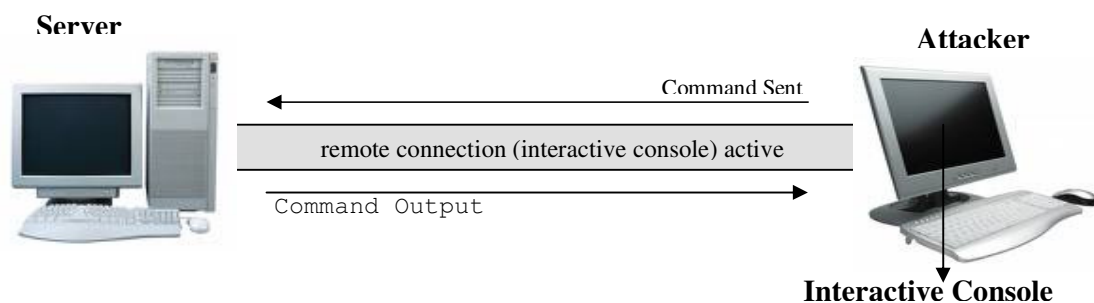 Server
Attacker
Command Sent
remote connection (interactive console) active
Command Output
Interactive Console